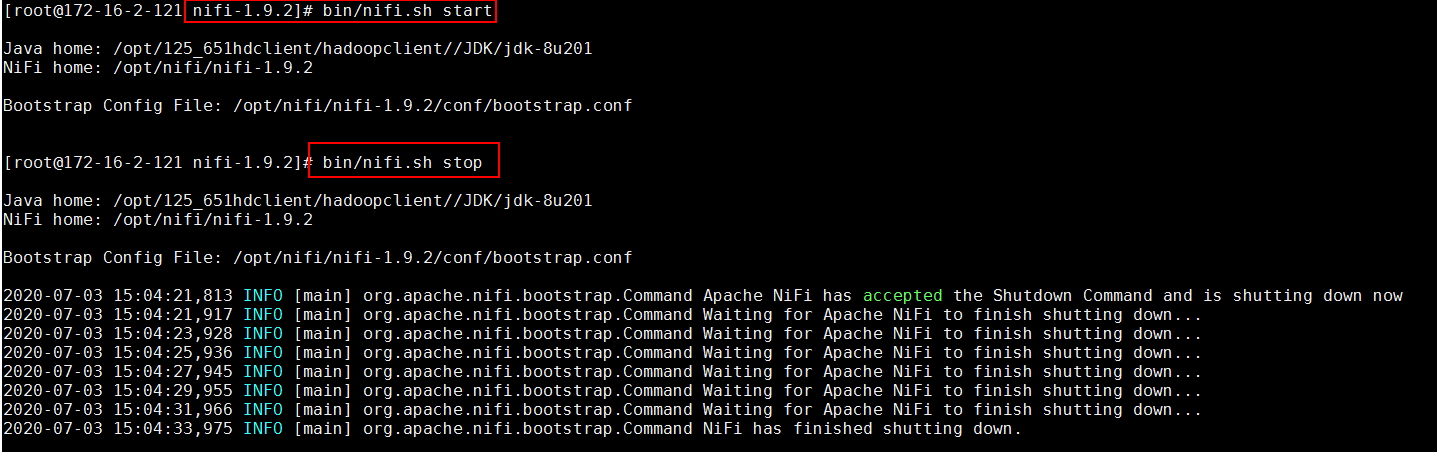 [root@172-16-2-121 nifi-1.9.2]# bin/nifi.sh start
Java home: /opt/125_651hdclient/hadoopclient//JDK/jdk-8u201
NiFi home: /opt/nifi/nifi-1.9.2
Bootstrap Config File: /opt/nifi/nifi-1.9.2/conf/bootstrap.conf
[root@172-16-2-121 nifi-1.9.2]# bin/nifi.sh stop
Java home: /opt/125_651hdclient/hadoopclient//JDK/jdk-8u201
NiFi home: /opt/nifi/nifi-1.9.2
Bootstrap Config File: /opt/nifi/nifi-1.9.2/conf/bootstrap.conf
2020-07-03 15:04:21,813 INFO [main] org.apache.nifi.bootstrap.Command Apache NiFi has accepted the Shutdown Command and is shutting down now
2020-07-03 15:04:21,917 INFO [main] org.apache.nifi.bootstrap.Command Waiting for Apache NiFi to finish shutting down...
2020-07-03 15:04:23,928 INFO [main] org.apache.nifi.bootstrap.Command Waiting for Apache NiFi to finish shutting down...
2020-07-03 15:04:25,936 INFO [main] org.apache.nifi.bootstrap.Command Waiting for Apache NiFi to finish shutting down...
2020-07-03 15:04:27,945 INFO [main] org.apache.nifi.bootstrap.Command Waiting for Apache NiFi to finish shutting down...
2020-07-03 15:04:29,955 INFO [main] org.apache.nifi.bootstrap.Command Waiting for Apache NiFi to finish shutting down...
2020-07-03 15:04:31,966 INFO [main] org.apache.nifi.bootstrap.Command Waiting for Apache NiFi to finish shutting down...
2020-07-03 15:04:33,975 INFO [main] org.apache.nifi.bootstrap.Command NiFi has finished shutting down.